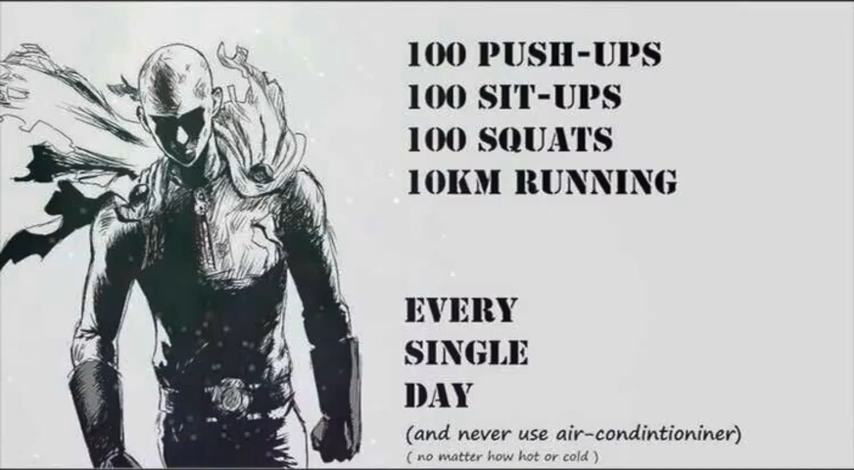 100 PUSH-UPS
100 SIT-UPS
100 SQUATS
10KM RUNNING
EVERY
SINGLE
DAY
(and never use air-condintioniner)
( no matter how hot or cold )